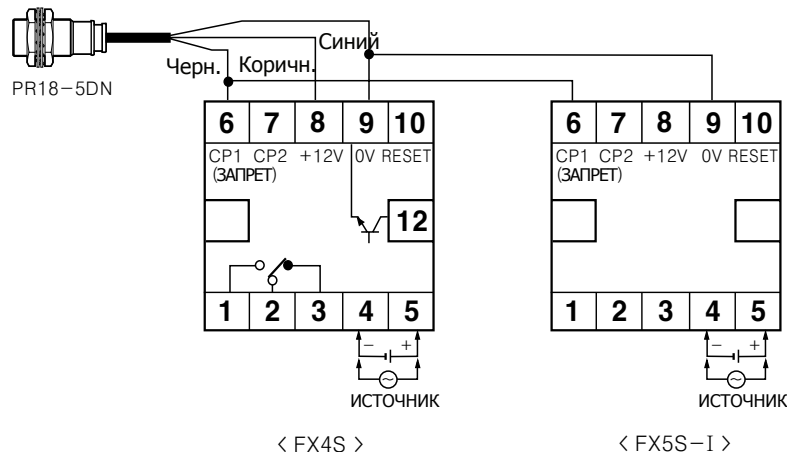 Синий
Черн. Коричн.
PR18-5DN
6 7 8 9 10
CP1 CP2 +12V 0V RESET
(ЗАПРЕТ)
12
1 2 3 4 5
- +
ИСТОЧНИК
< FX4S >
6 7 8 9 10
CP1 CP2 +12V 0V RESET
(ЗАПРЕТ)
1 2 3 4 5
- +
ИСТОЧНИК
< FX5S-I >